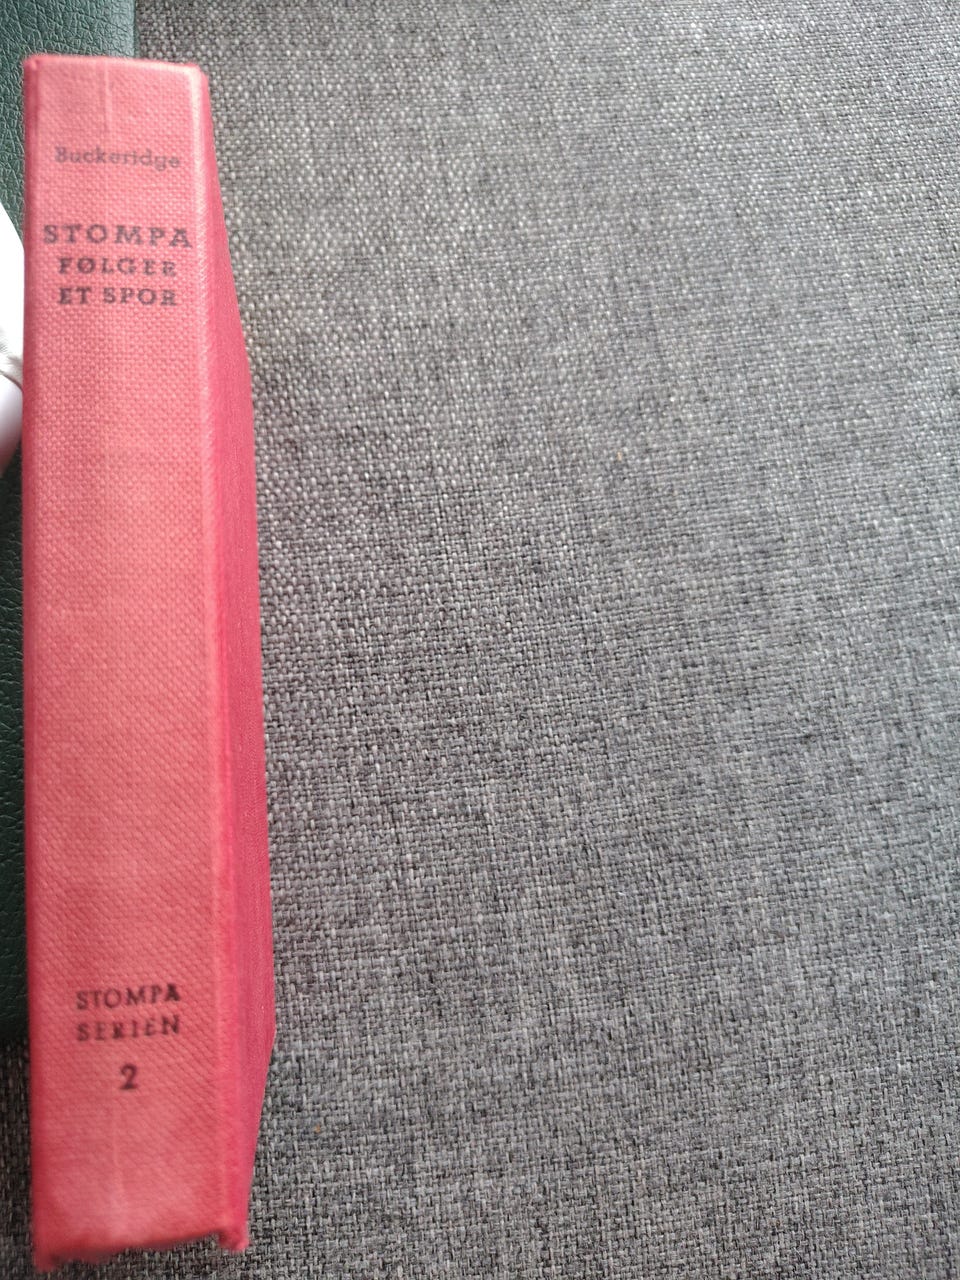 Buckeridge
STOMPA
FØLGER
ET SPOR
STOMPA
SERIEN
2